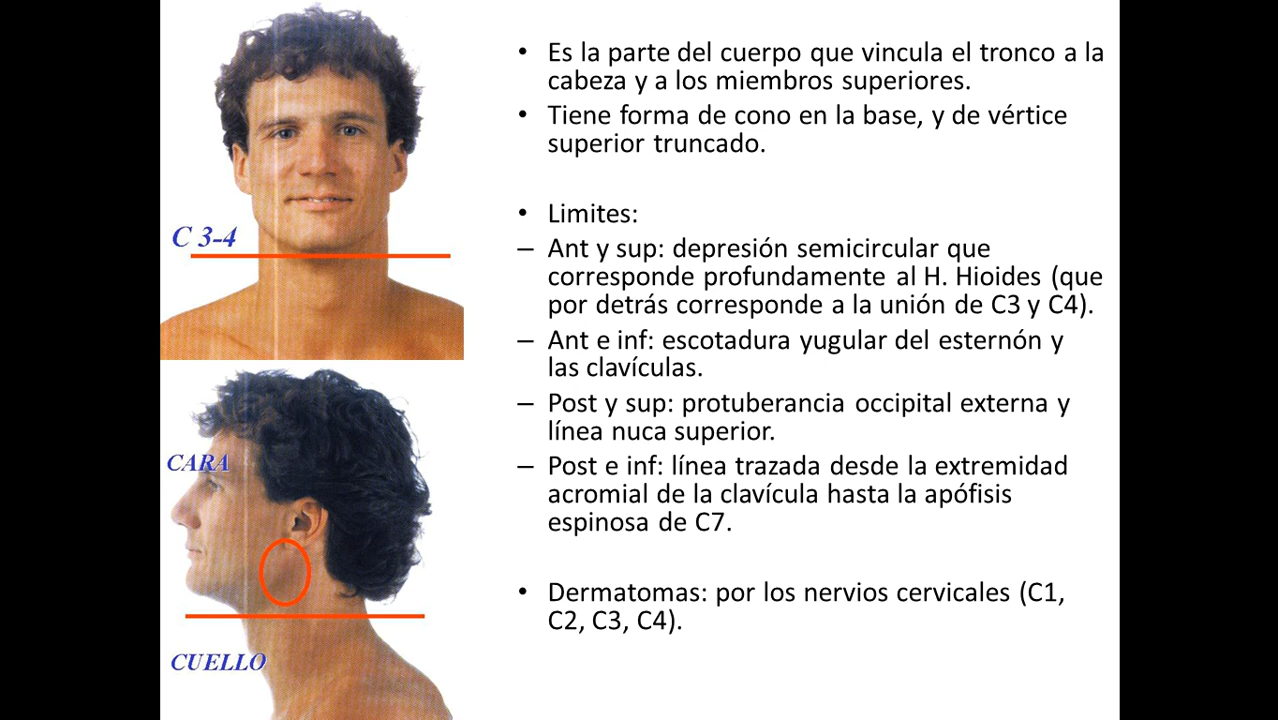 C 3-4
CARA
CUELLO
• Es la parte del cuerpo que vincula el tronco a la
cabeza y a los miembros superiores.
• Tiene forma de cono en la base, y de vértice
superior truncado.
• Limites:
– Ant y sup: depresión semicircular que
corresponde profundamente al H. Hioides (que
por detrás corresponde a la unión de C3 y C4).
– Ant e inf: escotadura yugular del esternón y
las clavículas.
– Post y sup: protuberancia occipital externa y
línea nuca superior.
– Post e inf: línea trazada desde la extremidad
acromial de la clavícula hasta la apófisis
espinosa de C7.
• Dermatomas: por los nervios cervicales (C1,
C2, C3, C4).